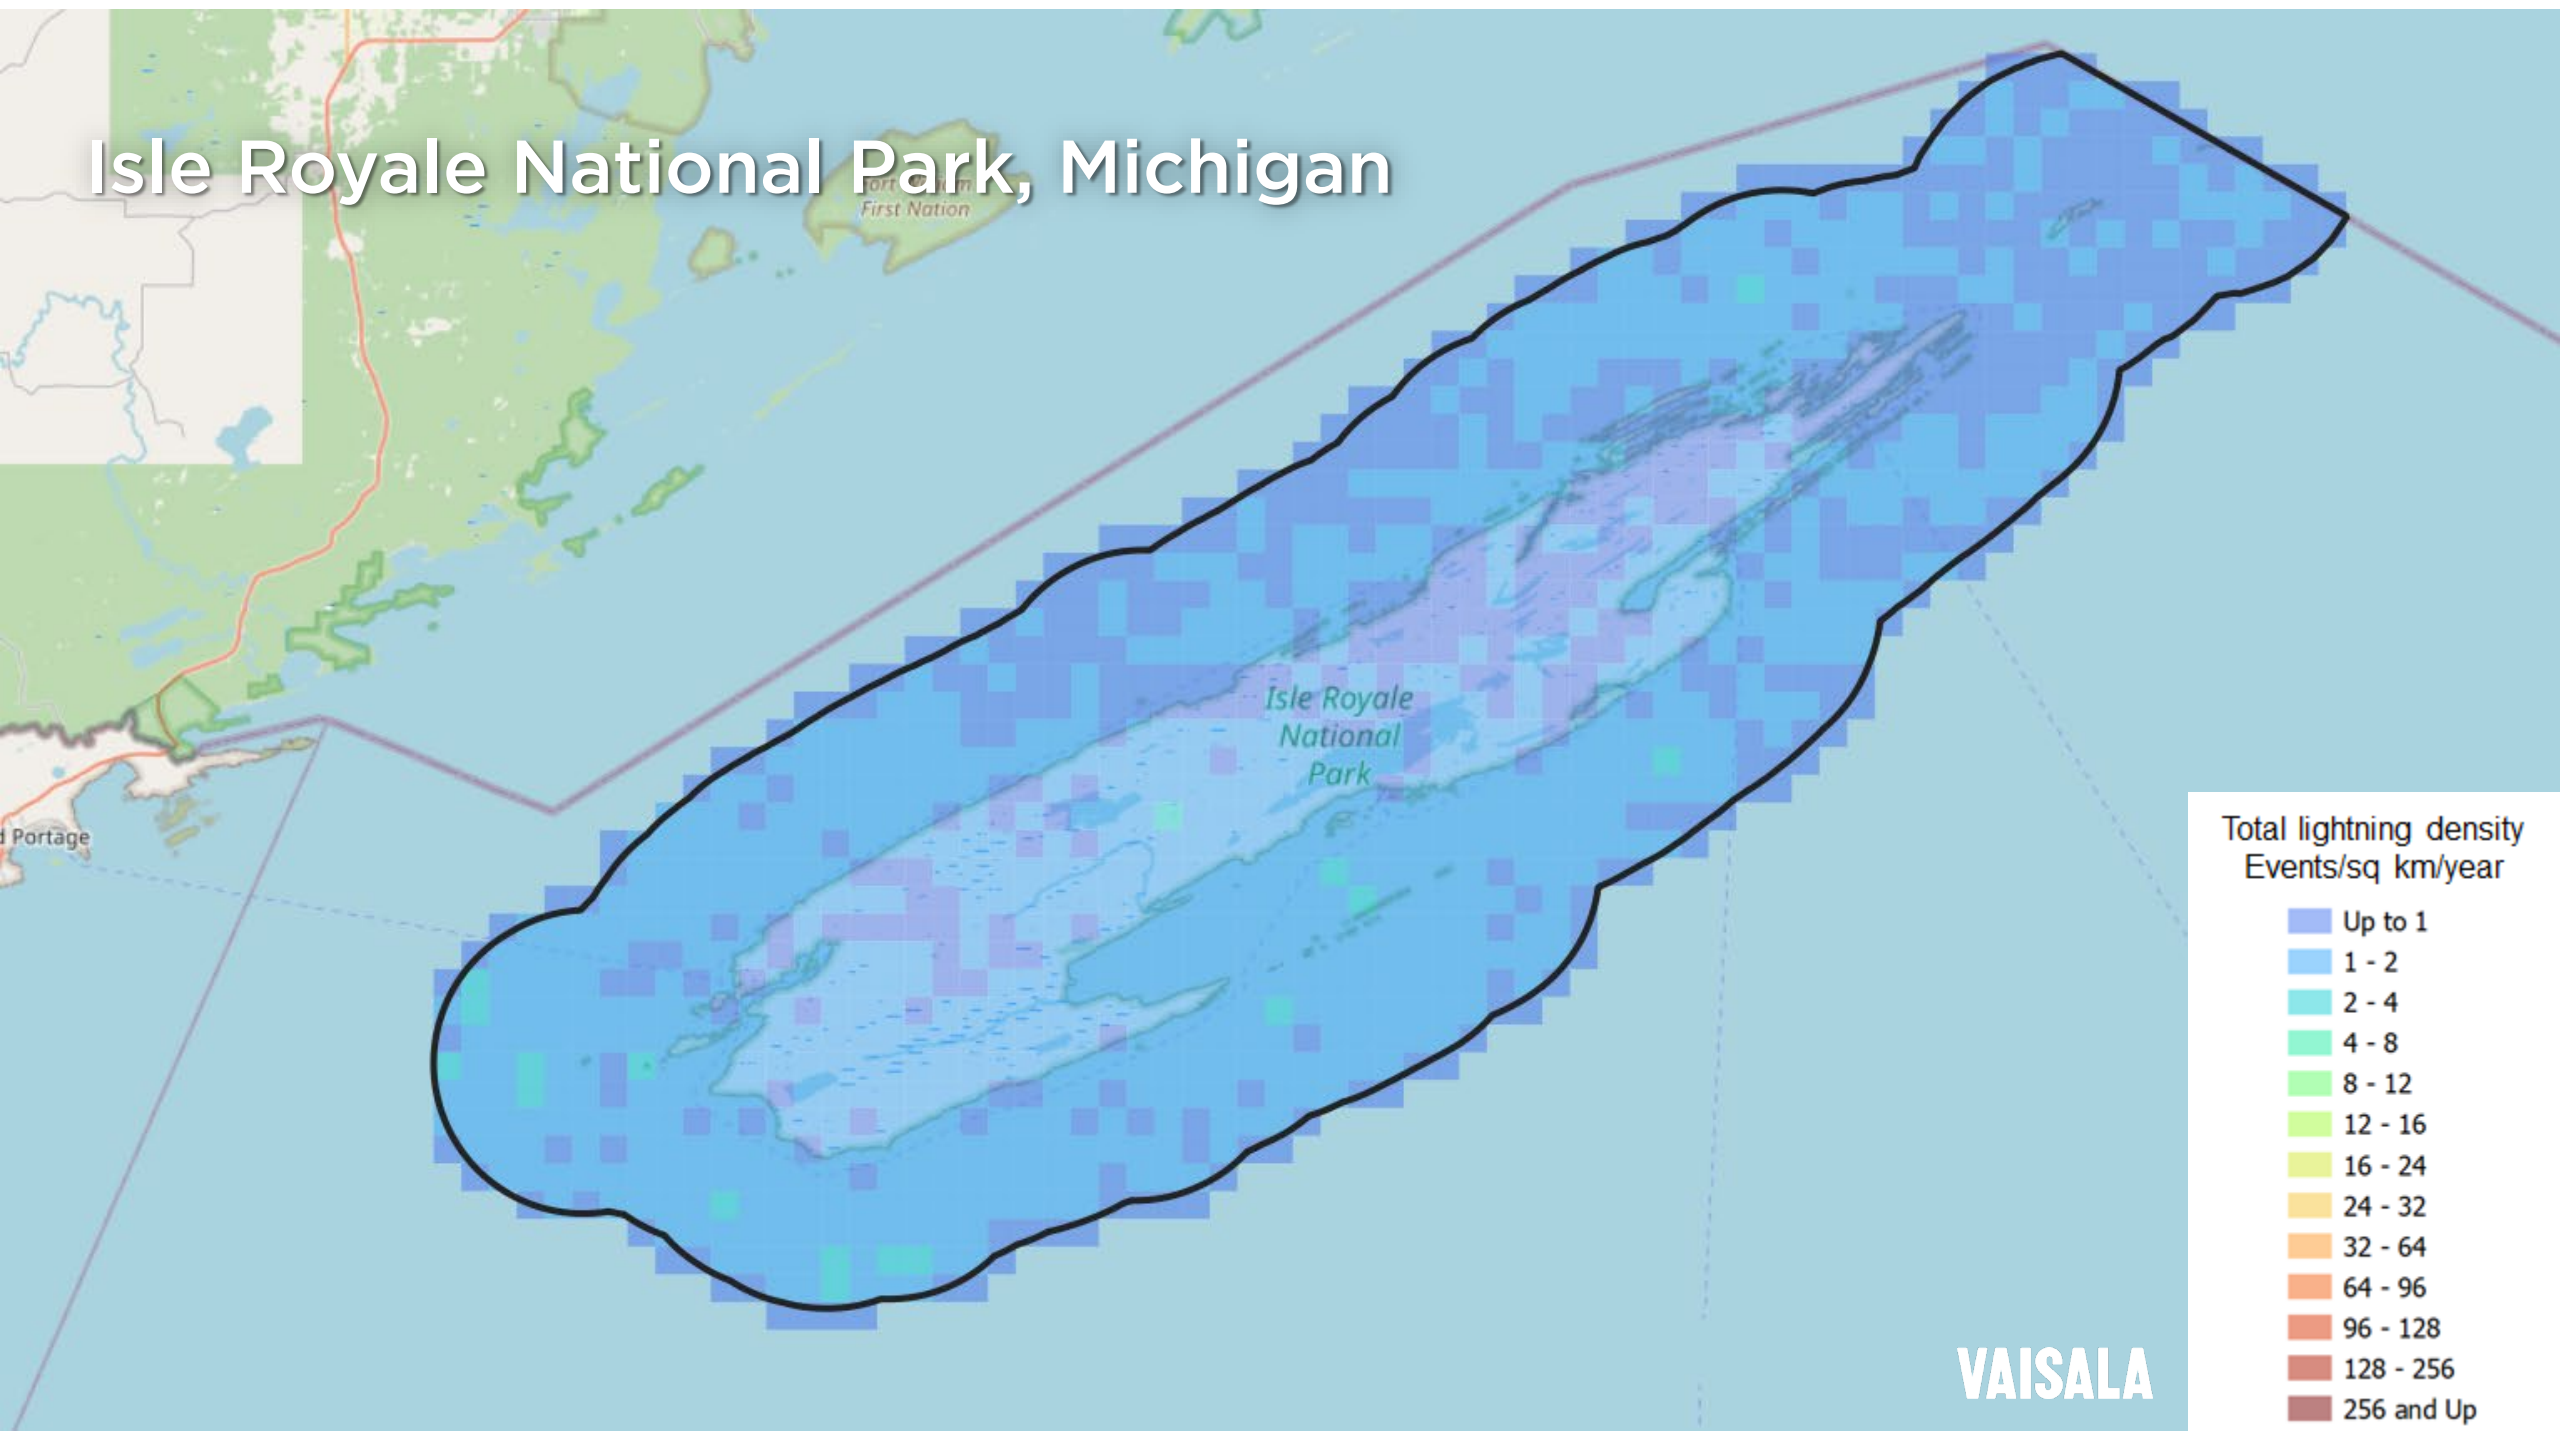 Isle Royale National Park, Michigan
First Nation
Isle Royale
National
Park
d Portage
Total lightning density
Events/sq km/year
Up to 1
1 - 2
2 - 4
4 - 8
8 - 12
12 - 16
16 - 24
24 - 32
32 - 64
64 - 96
96 - 128
128 - 256
256 and Up
VAISALA